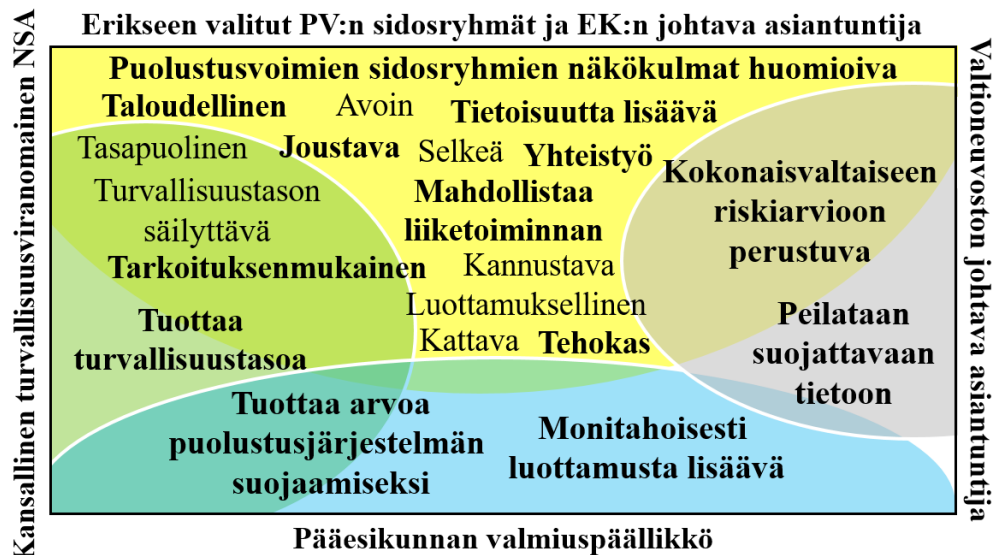 Erikseen valitut PV:n sidosryhmät ja EK:n johtava asiantuntija
Kansallinen turvallisuusviranomainen NSA
Puolustusvoimien sidosryhmien näkökulmat huomioiva
Taloudellinen Avoin Tietoisuutta lisäävä
Tasapuolinen Joustava Selkeä Yhteistyö
Turvallisuustason
säilyttävä
Mahdollistaa
liiketoiminnan
Kokonaisvaltaiseen
riskiarvioon
perustuva
Tarkoituksenmukainen Kannustava
Luottamuksellinen
Kattava Tehokas
Tuottaa
turvallisuustasoa
Peilataan
suojattavaan
tietoon
Tuottaa arvoa
puolustusjärjestelmän
suojaamiseksi
Monitahoisesti
luottamusta lisäävä
Valtioneuvoston johtava asiantuntija
Pääesikunnan valmiuspäällikkö